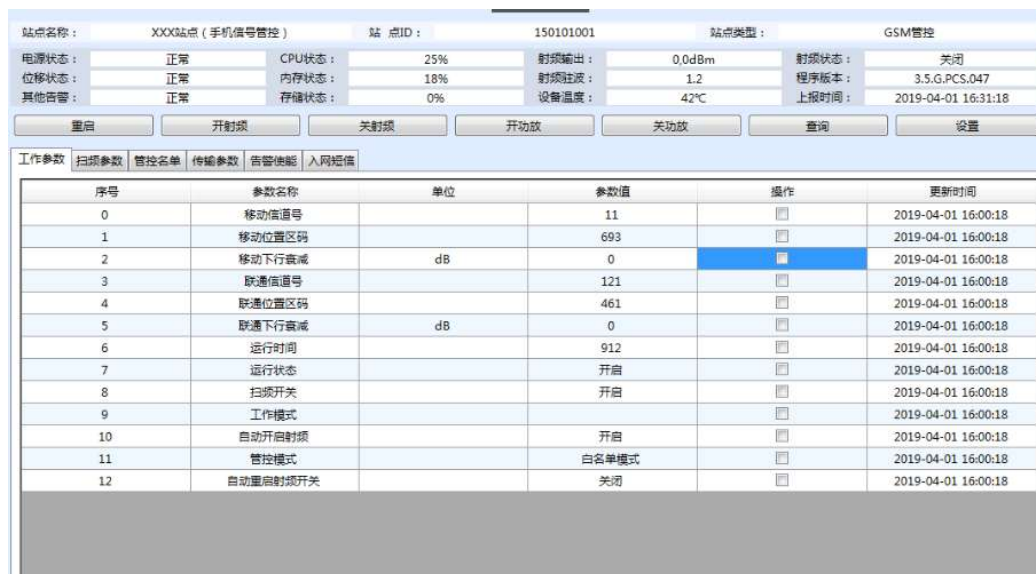 站点名称： XXX站点（手机信号管控） 站 点ID： 150101001 站点类型： GSM管控
电源状态： 正常 CPU状态： 25% 射频输出： 0,0dBm 射频状态： 关闭
位移状态： 正常 内存状态： 18% 射频驻波： 1.2 程序版本： 3.5.G.PCS.047
其他告警： 正常 存储状态： 0% 设备温度： 42℃ 上报时间： 2019-04-01 16:31:18
重启 开射频 关射频 开功放 关功放 查询 设置
工作参数 扫频参数 管控名单 传输参数 告警使能 入网短信
序号 参数名称 单位 参数值 操作 更新时间
0 移动信道号 11 2019-04-01 16:00:18
1 移动位置区码 693 2019-04-01 16:00:18
2 移动下行衰减 dB 0 2019-04-01 16:00:18
3 联通信道号 121 2019-04-01 16:00:18
4 联通位置区码 461 2019-04-01 16:00:18
5 联通下行衰减 dB 0 2019-04-01 16:00:18
6 运行时间 912 2019-04-01 16:00:18
7 运行状态 开启 2019-04-01 16:00:18
8 扫频开关 开启 2019-04-01 16:00:18
9 工作模式 2019-04-01 16:00:18
10 自动开启射频 开启 2019-04-01 16:00:18
11 管控模式 白名单模式 2019-04-01 16:00:18
12 自动重启射频开关 关闭 2019-04-01 16:00:18